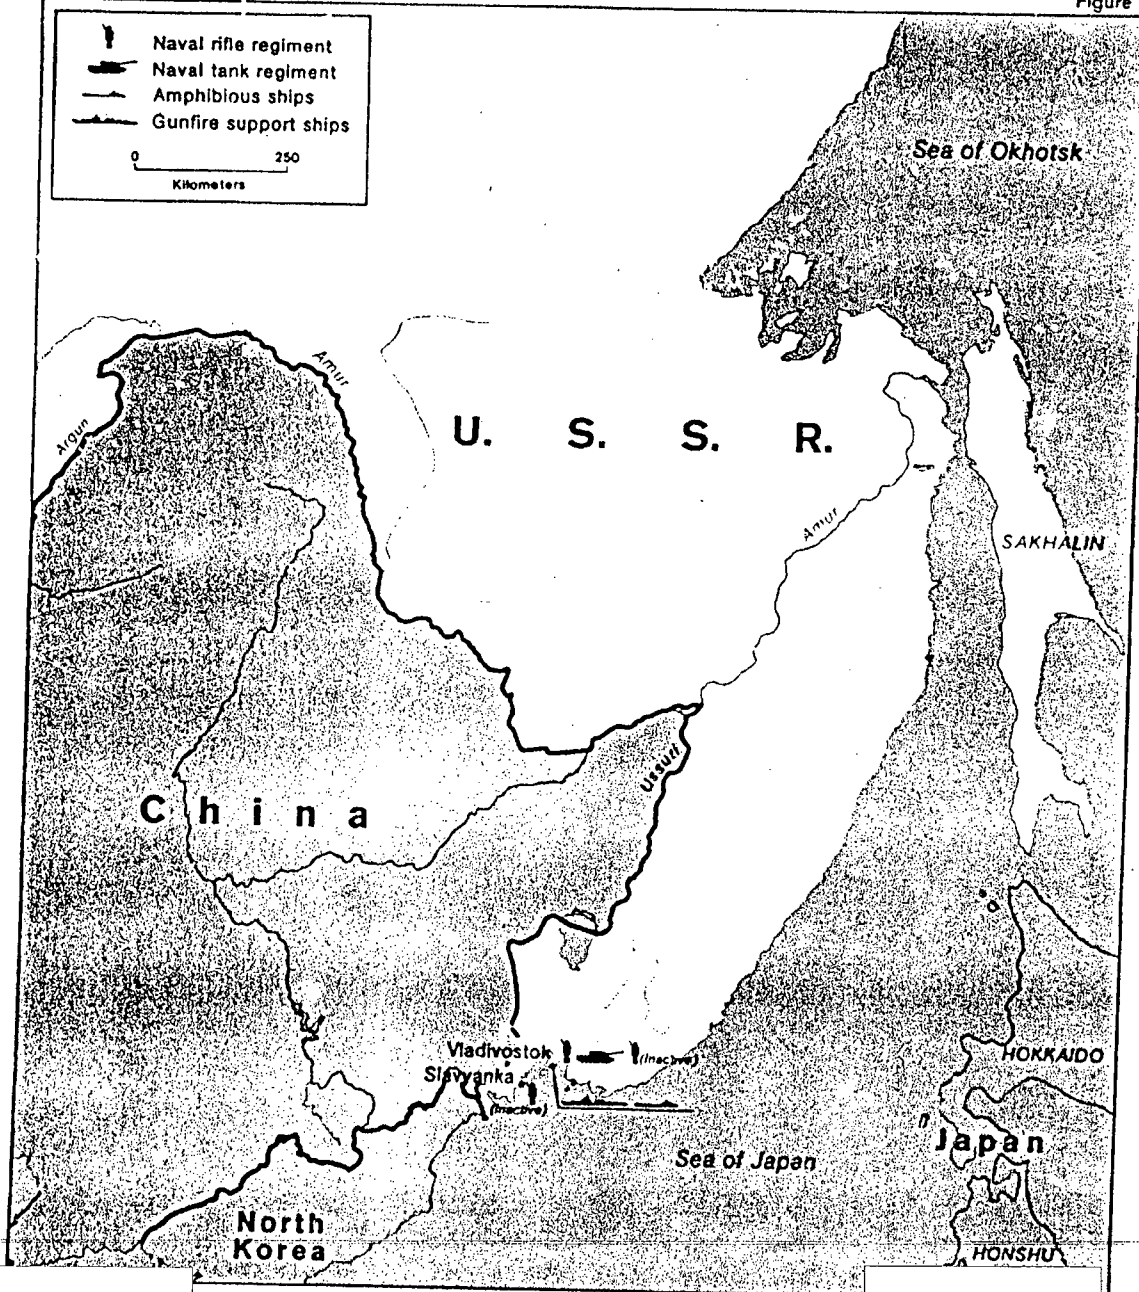 Figure
Naval rifle regiment
Naval tank regiment
Amphibious ships
Gunfire support ships
0 250
Kilometers
Sea of Okhotsk
Amur
Argun
U. S. S. R.
Amur
SAKHALIN
Ussuri
China
Vladivostok
(Inactive)
Slavyanka
(Inactive)
HOKKAIDO
Japan
Sea of Japan
North
Korea
HONSHU